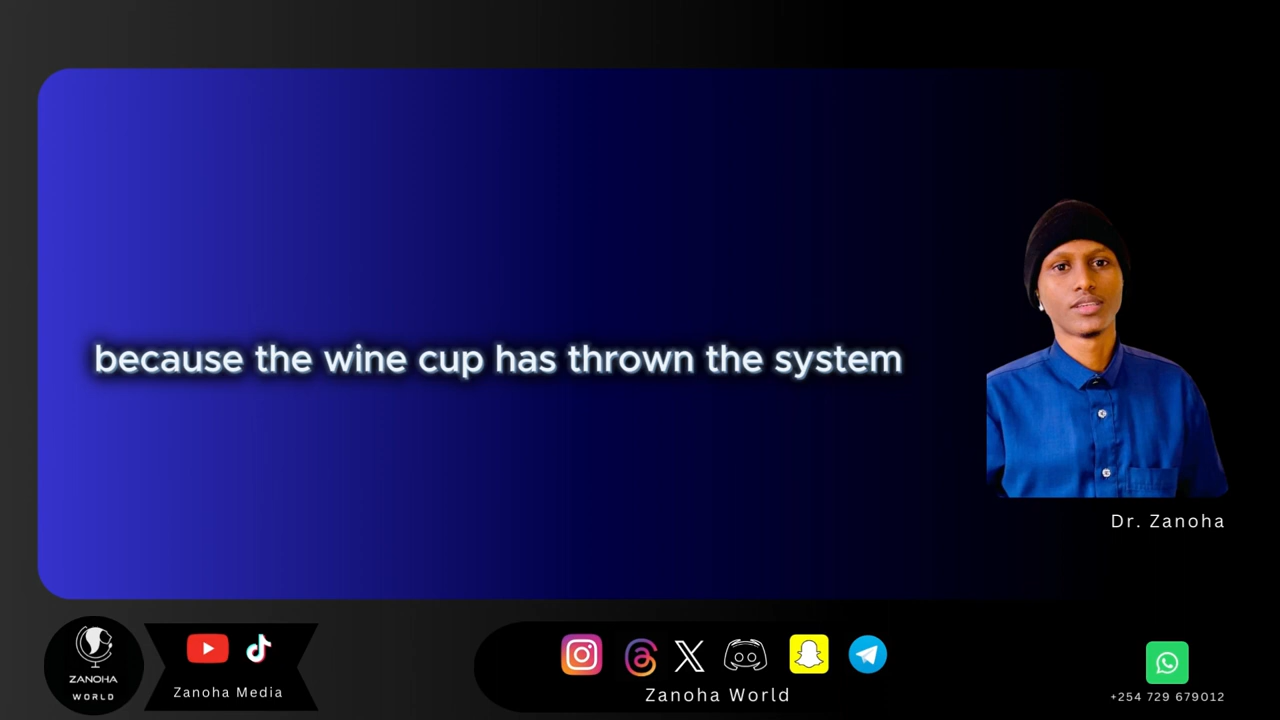 because the wine cup has thrown the system
Dr. Zanoha
ZANOHA
WORLD
Zanoha Media
Zanoha World
+254 729 679012